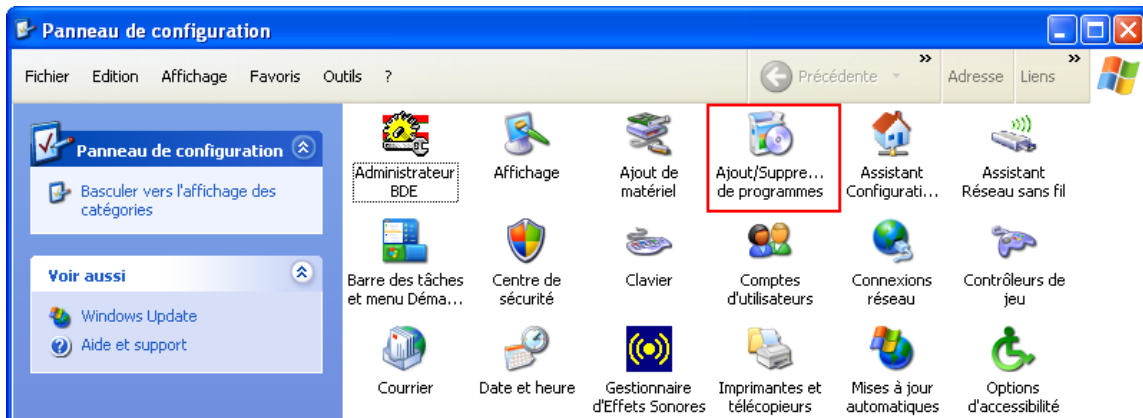 Panneau de configuration
Fichier Edition Affichage Favoris Outils ?
Précédente » Adresse Liens »
Panneau de configuration
Basculer vers l'affichage des
catégories
Voir aussi
Windows Update
Aide et support
Administrateur
BDE
Affichage
Ajout de
matériel
Ajout/Suppre...
de programmes
Assistant
Configurati...
Assistant
Réseau sans fil
Barre des tâches
et menu Déma...
Centre de
sécurité
Clavier
Comptes
d'utilisateurs
Connexions
réseau
Contrôleurs de
jeu
Courrier
Date et heure
Gestionnaire
d'Effets Sonores
Imprimantes et
télécopieurs
Mises à jour
automatiques
Options
d'accessibilité